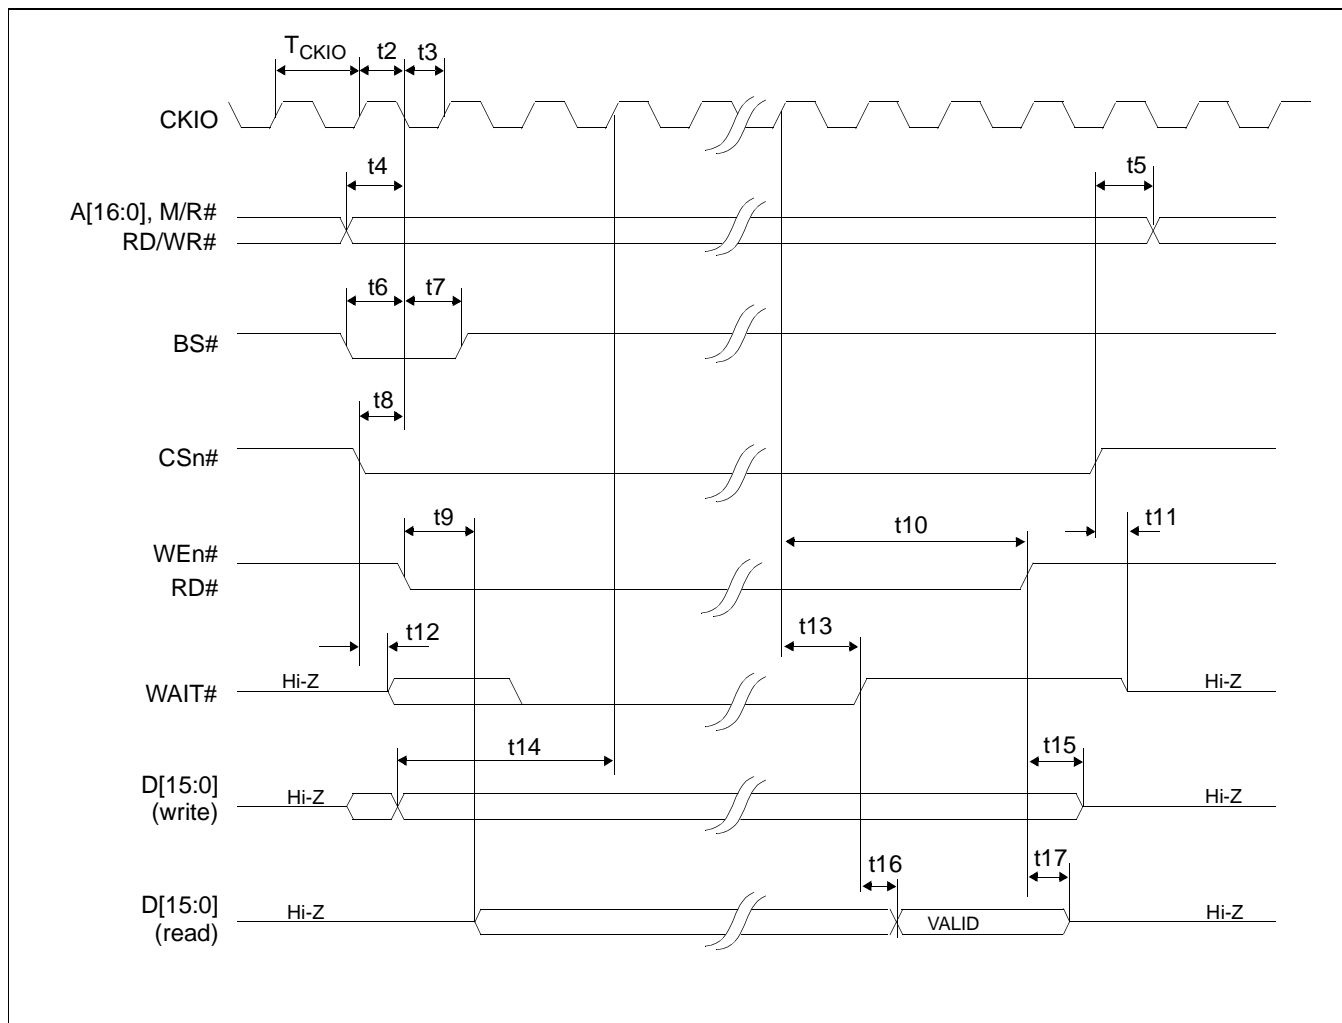 TCKIO t2 t3
CKIO
t4 t5
A[16:0], M/R#
RD/WR#
t6 t7
BS#
t8
CSn#
t9 t10 t11
WEn#
RD#
t12 t13
WAIT# Hi-Z Hi-Z
t14 t15
D[15:0]
(write) Hi-Z Hi-Z
t16 t17
D[15:0]
(read) Hi-Z VALID Hi-Z